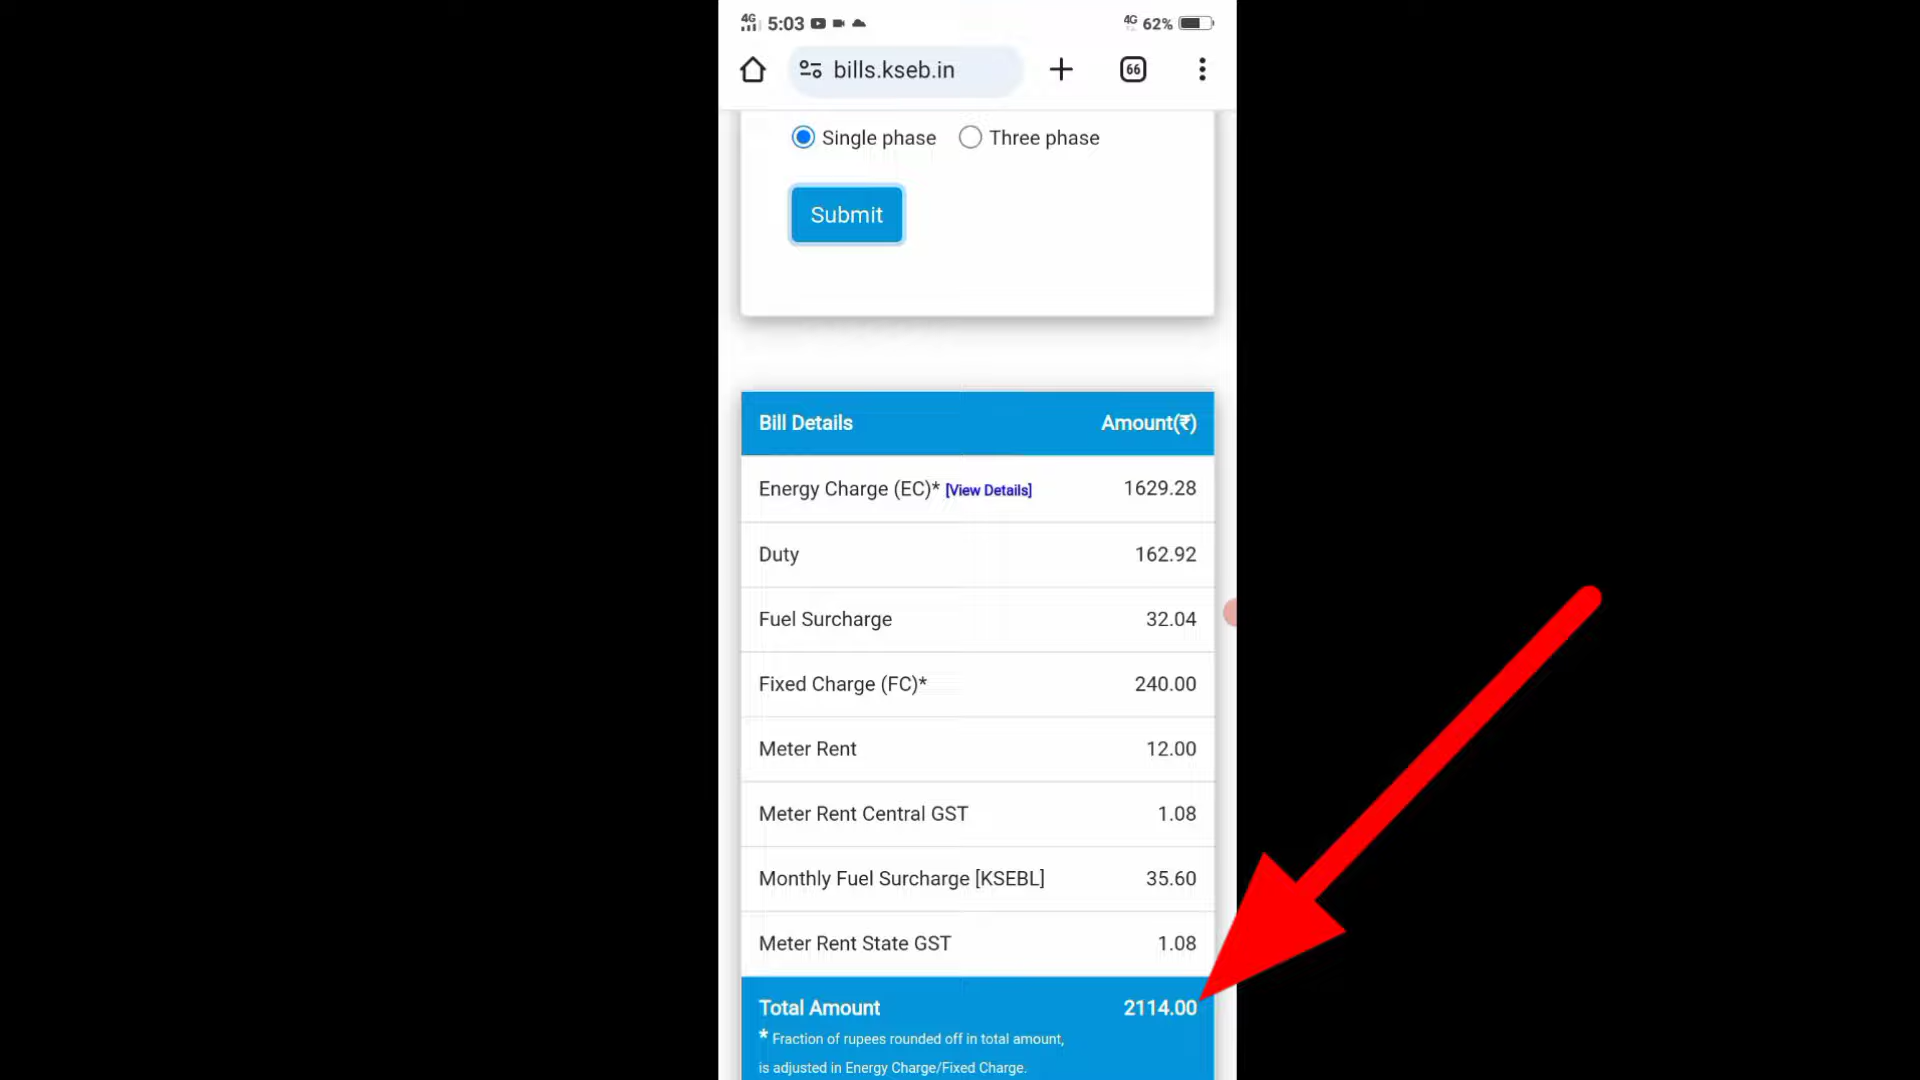 4G 5:03 4G 62%
bills.kseb.in 66
Single phase Three phase
Submit
Bill Details Amount(₹)
Energy Charge (EC)* [View Details] 1629.28
Duty 162.92
Fuel Surcharge 32.04
Fixed Charge (FC)* 240.00
Meter Rent 12.00
Meter Rent Central GST 1.08
Monthly Fuel Surcharge [KSEBL] 35.60
Meter Rent State GST 1.08
Total Amount 2114.00
* Fraction of rupees rounded off in total amount,
is adjusted in Energy Charge/Fixed Charge.